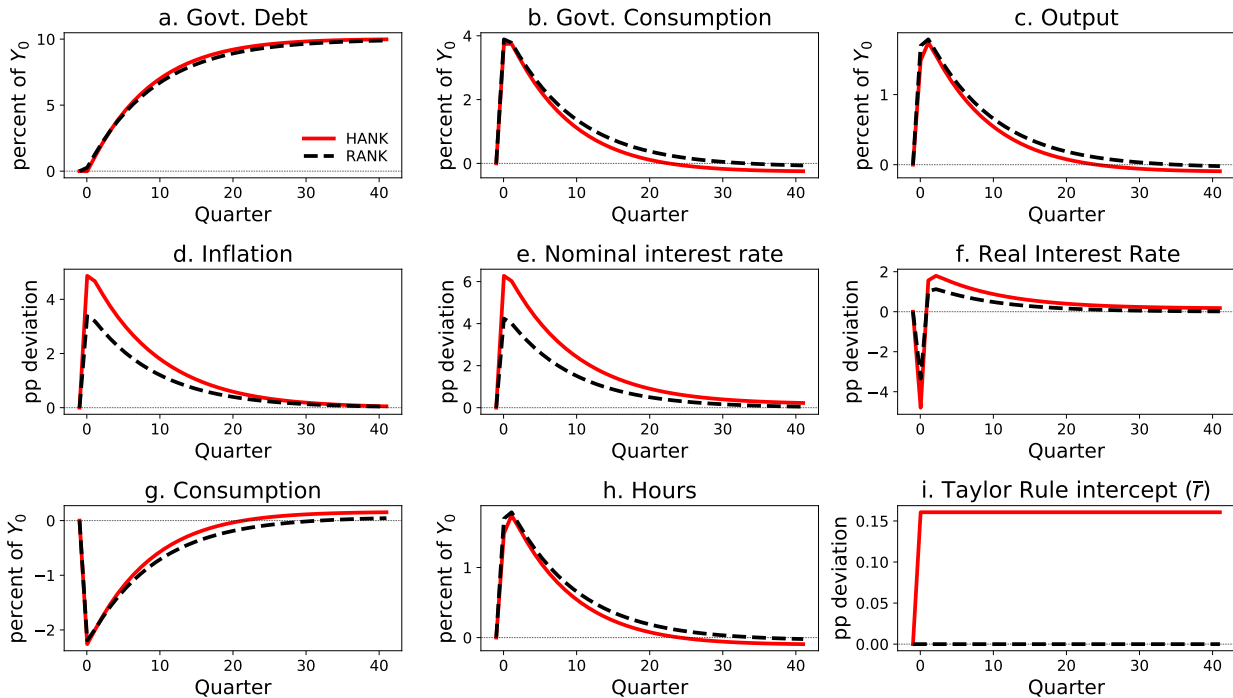 a. Govt. Debt
percent of Y0
10
5
0
HANK
RANK
0 10 20 30 40
Quarter
b. Govt. Consumption
percent of Y0
4
2
0
0 10 20 30 40
Quarter
c. Output
percent of Y0
1
0
0 10 20 30 40
Quarter
d. Inflation
pp deviation
4
2
0
0 10 20 30 40
Quarter
e. Nominal interest rate
pp deviation
6
4
2
0
0 10 20 30 40
Quarter
f. Real Interest Rate
pp deviation
2
0
−2
−4
0 10 20 30 40
Quarter
g. Consumption
percent of Y0
0
−1
−2
0 10 20 30 40
Quarter
h. Hours
percent of Y0
1
0
0 10 20 30 40
Quarter
i. Taylor Rule intercept (r̄)
pp deviation
0.15
0.10
0.05
0.00
0 10 20 30 40
Quarter